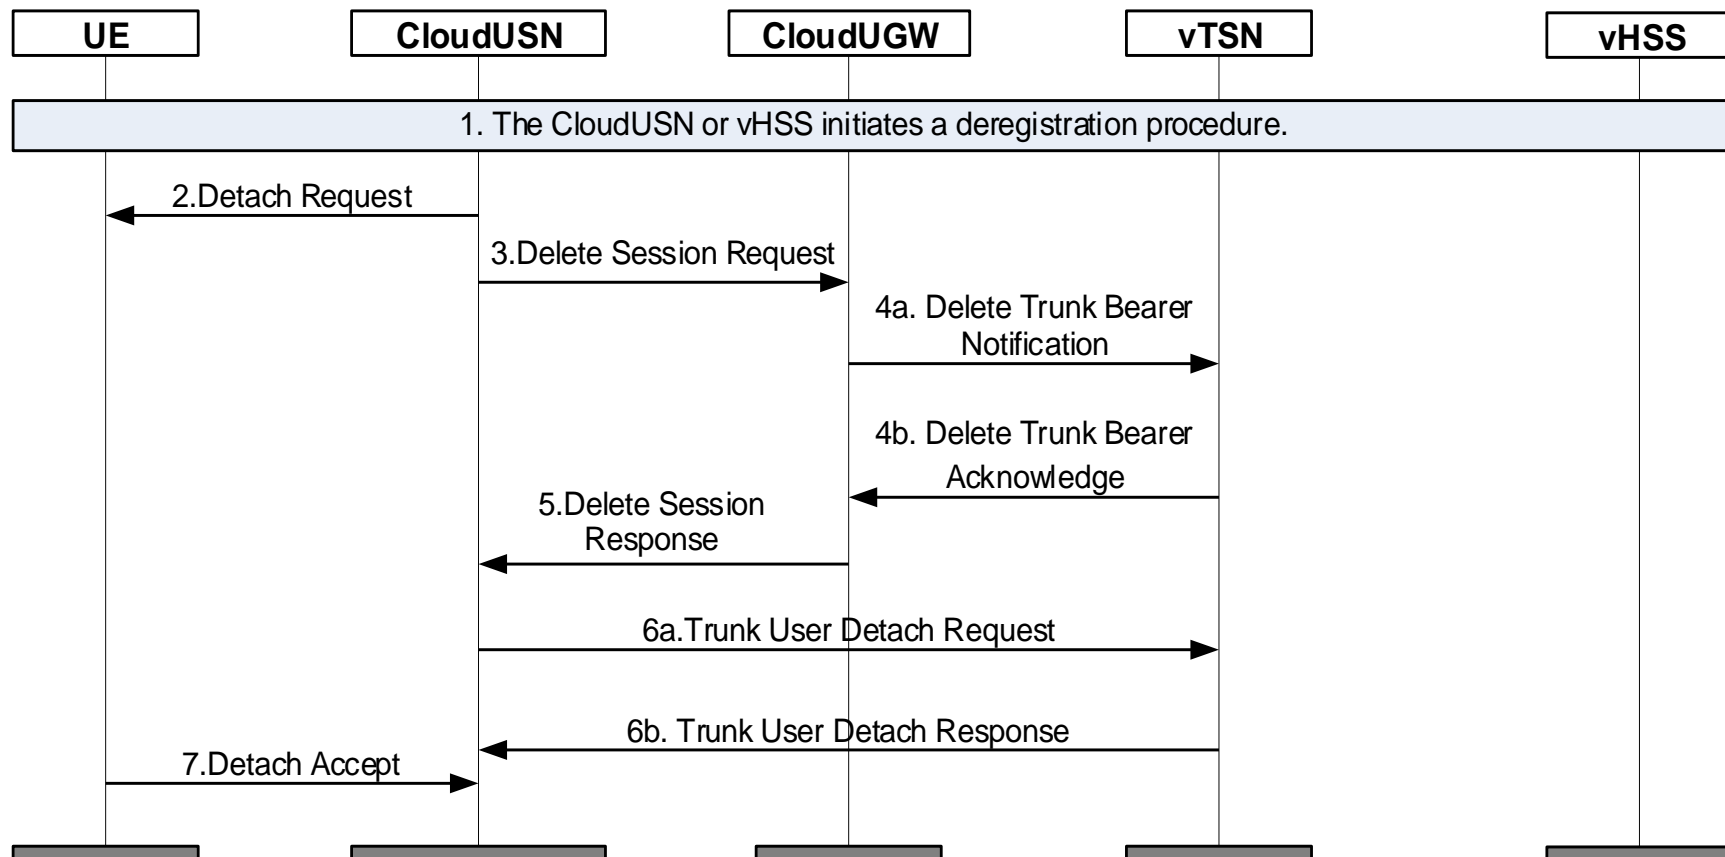 UE
CloudUSN
CloudUGW
vTSN
vHSS
1. The CloudUSN or vHSS initiates a deregistration procedure.
2.Detach Request
3.Delete Session Request
4a. Delete Trunk Bearer
Notification
4b. Delete Trunk Bearer
Acknowledge
5.Delete Session
Response
6a.Trunk User Detach Request
6b. Trunk User Detach Response
7.Detach Accept